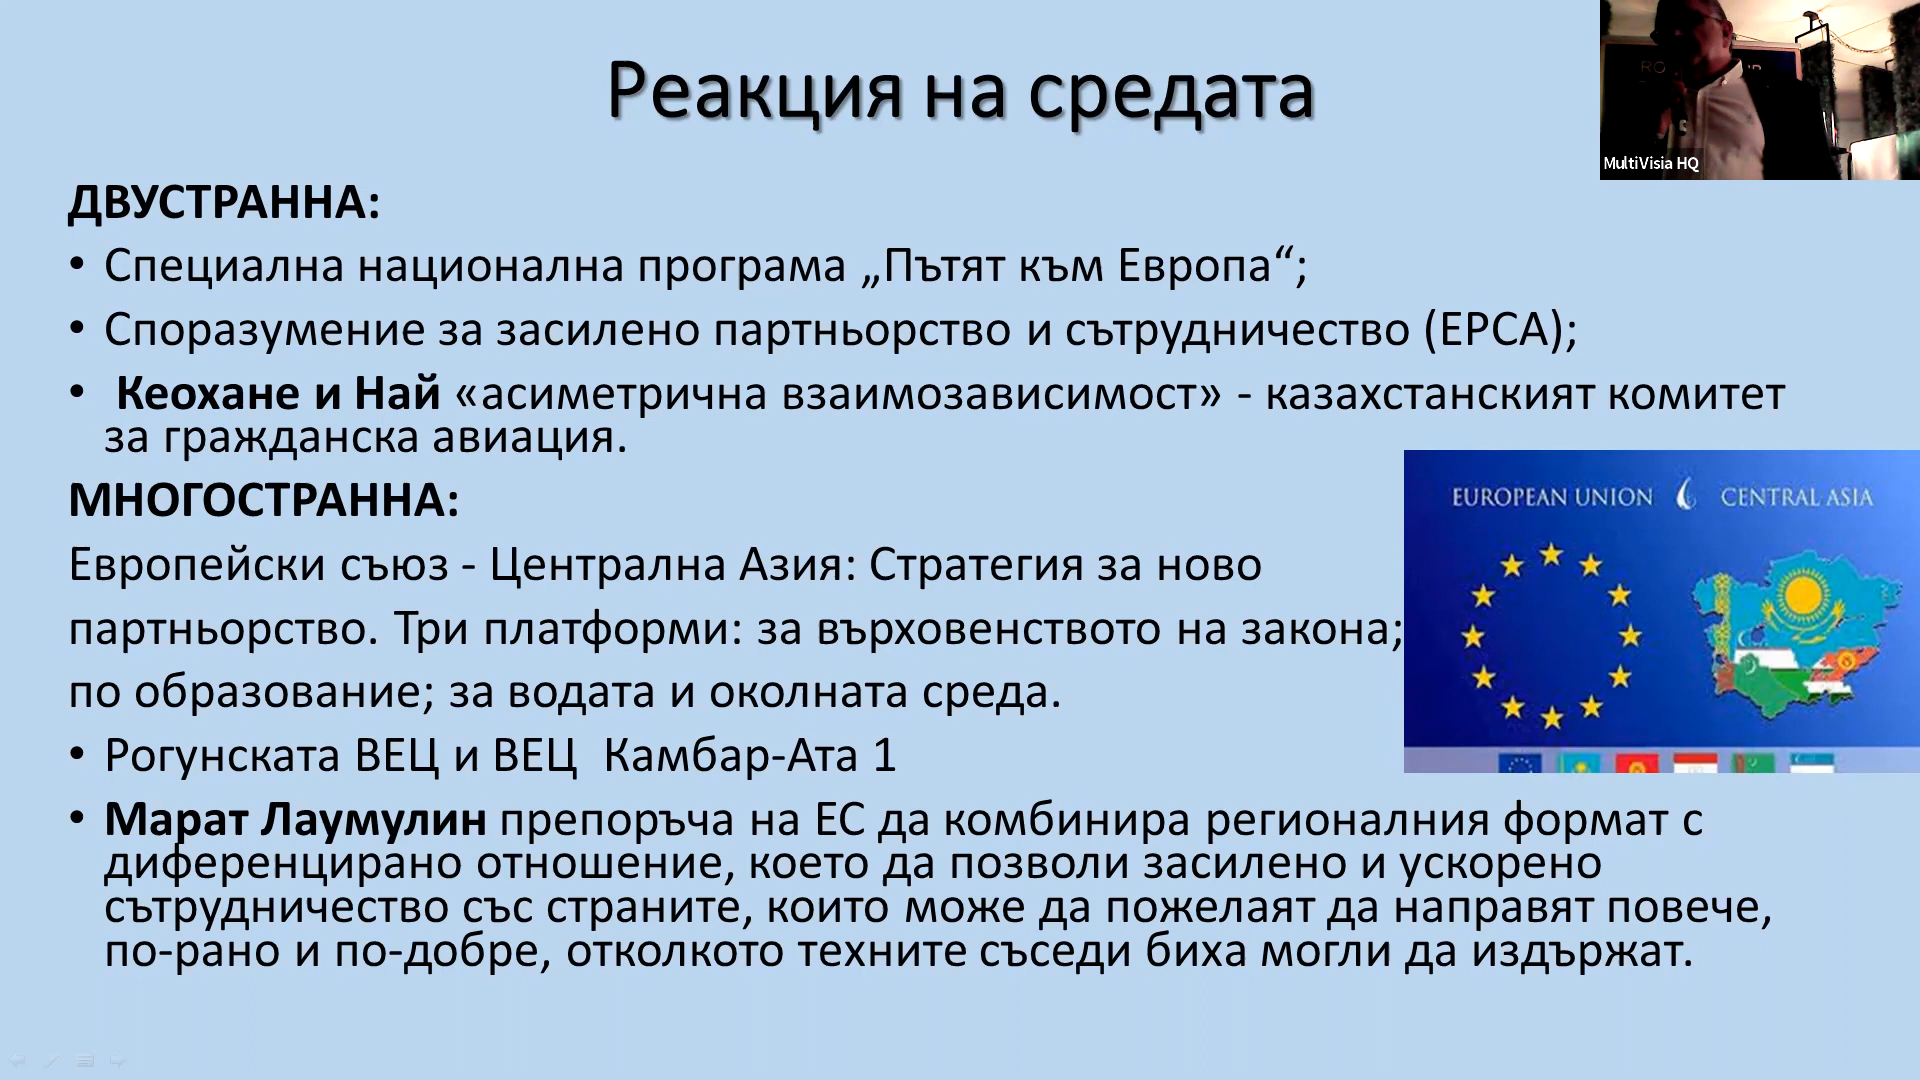 Реакция на средата
MultiVisia HQ
ДВУСТРАННА:
• Специална национална програма „Пътят към Европа“;
• Споразумение за засилено партньорство и сътрудничество (ЕРСА);
• Кеохане и Най «асиметрична взаимозависимост» - казахстанският комитет
за гражданска авиация.
МНОГОСТРАННА:
Европейски съюз - Централна Азия: Стратегия за ново
партньорство. Три платформи: за върховенството на закона;
по образование; за водата и околната среда.
EUROPEAN UNION CENTRAL ASIA
• Рогунската ВЕЦ и ВЕЦ Камбар-Ата 1
• Марат Лаумулин препоръча на ЕС да комбинира регионалния формат с
диференцирано отношение, което да позволи засилено и ускорено
сътрудничество със страните, които може да пожелаят да направят повече,
по-рано и по-добре, отколкото техните съседи биха могли да издържат.